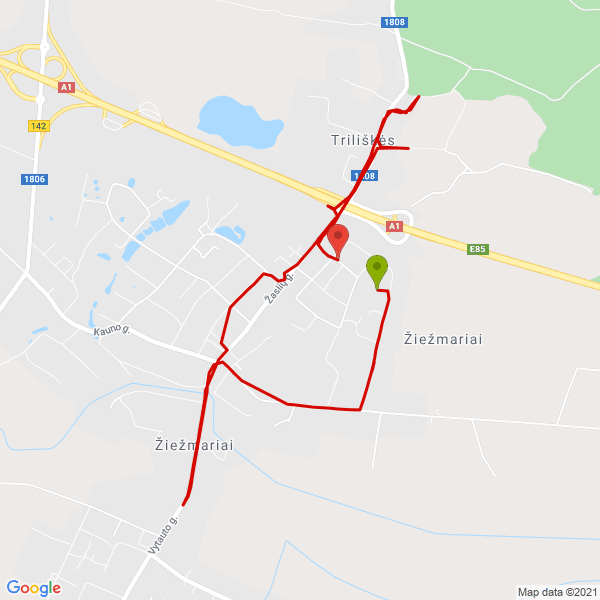 1808
A1
142
Triliškės
1806
1808
A1
E85
Žaslių g.
Kauno g.
Žiežmariai
Žiežmariai
Vytauto g.
Google
Map data ©2021